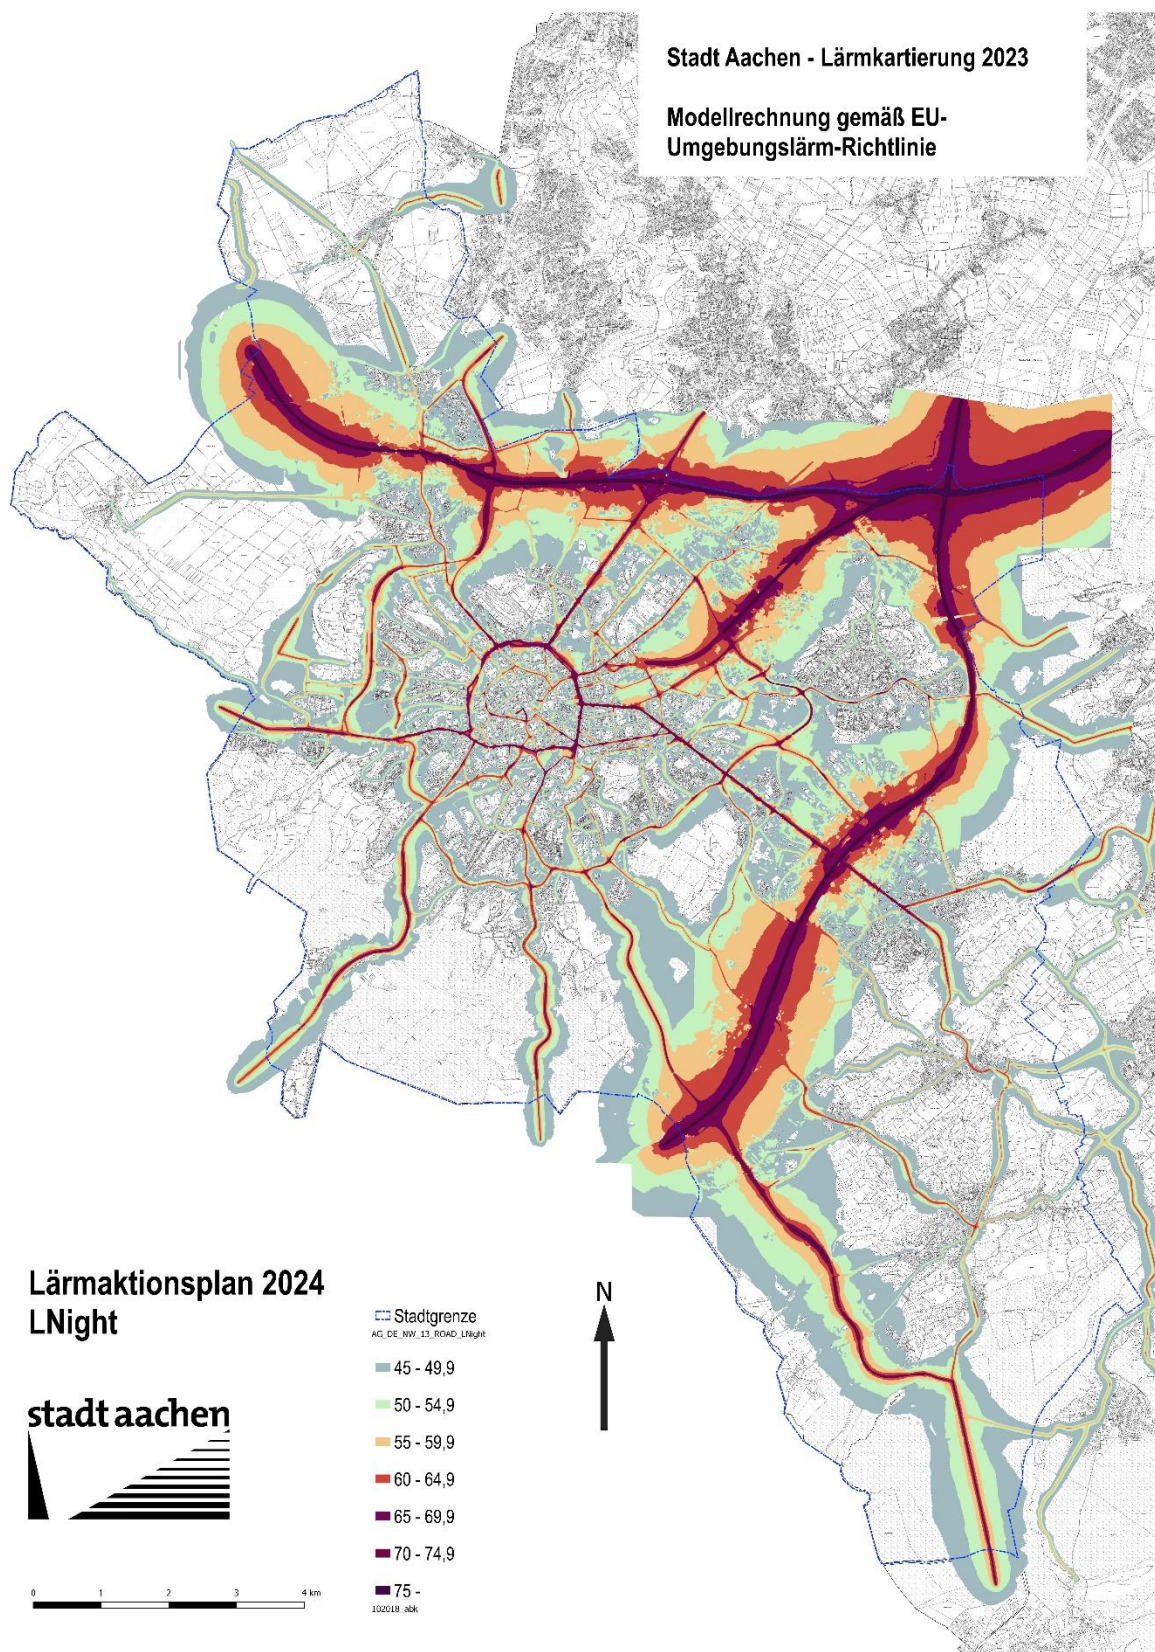 Stadt Aachen - Lärmkartierung 2023
Modellrechnung gemäß EU-
Umgebungslärm-Richtlinie
Lärmaktionsplan 2024
LNight
stadt aachen
0 1 2 3 4 km
Stadtgrenze
AG_DE_NW_13_ROAD_LNight
45 - 49,9
50 - 54,9
55 - 59,9
60 - 64,9
65 - 69,9
70 - 74,9
75 -
102018_abk
N